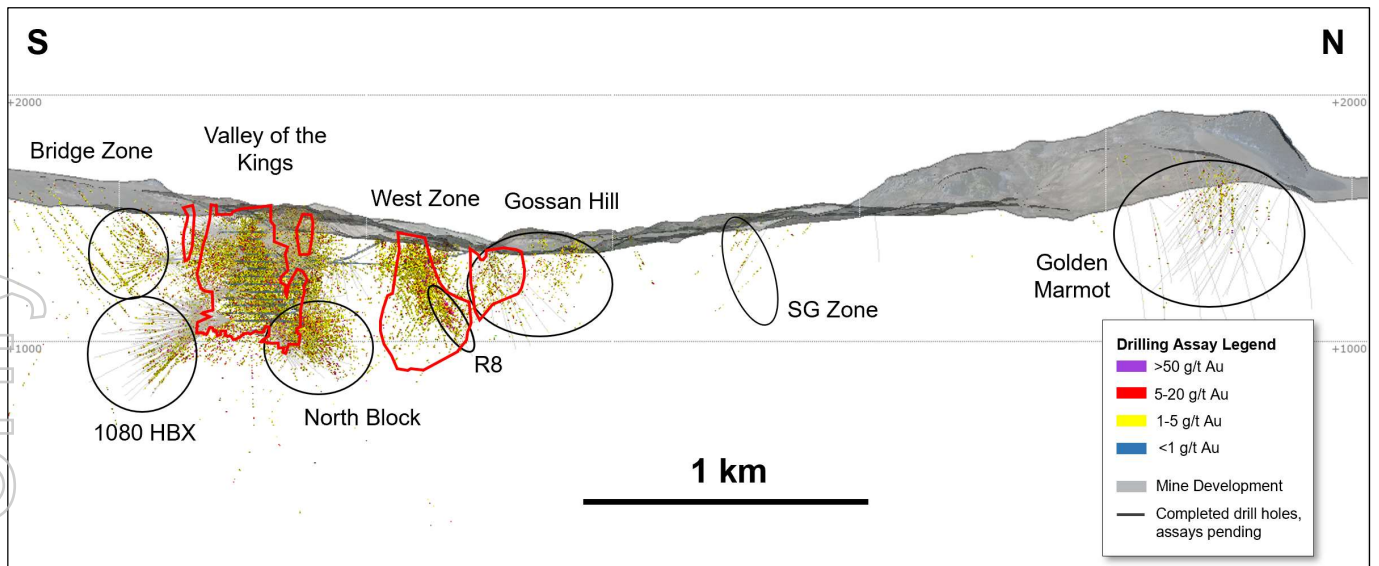 S
N
+2000
+2000
Valley of the
Kings
Bridge Zone
West Zone
Gossan Hill
Golden
Marmot
SG Zone
+1000
+1000
R8
North Block
1080 HBX
1 km
Drilling Assay Legend
>50 g/t Au
5-20 g/t Au
1-5 g/t Au
<1 g/t Au
Mine Development
Completed drill holes,
assays pending